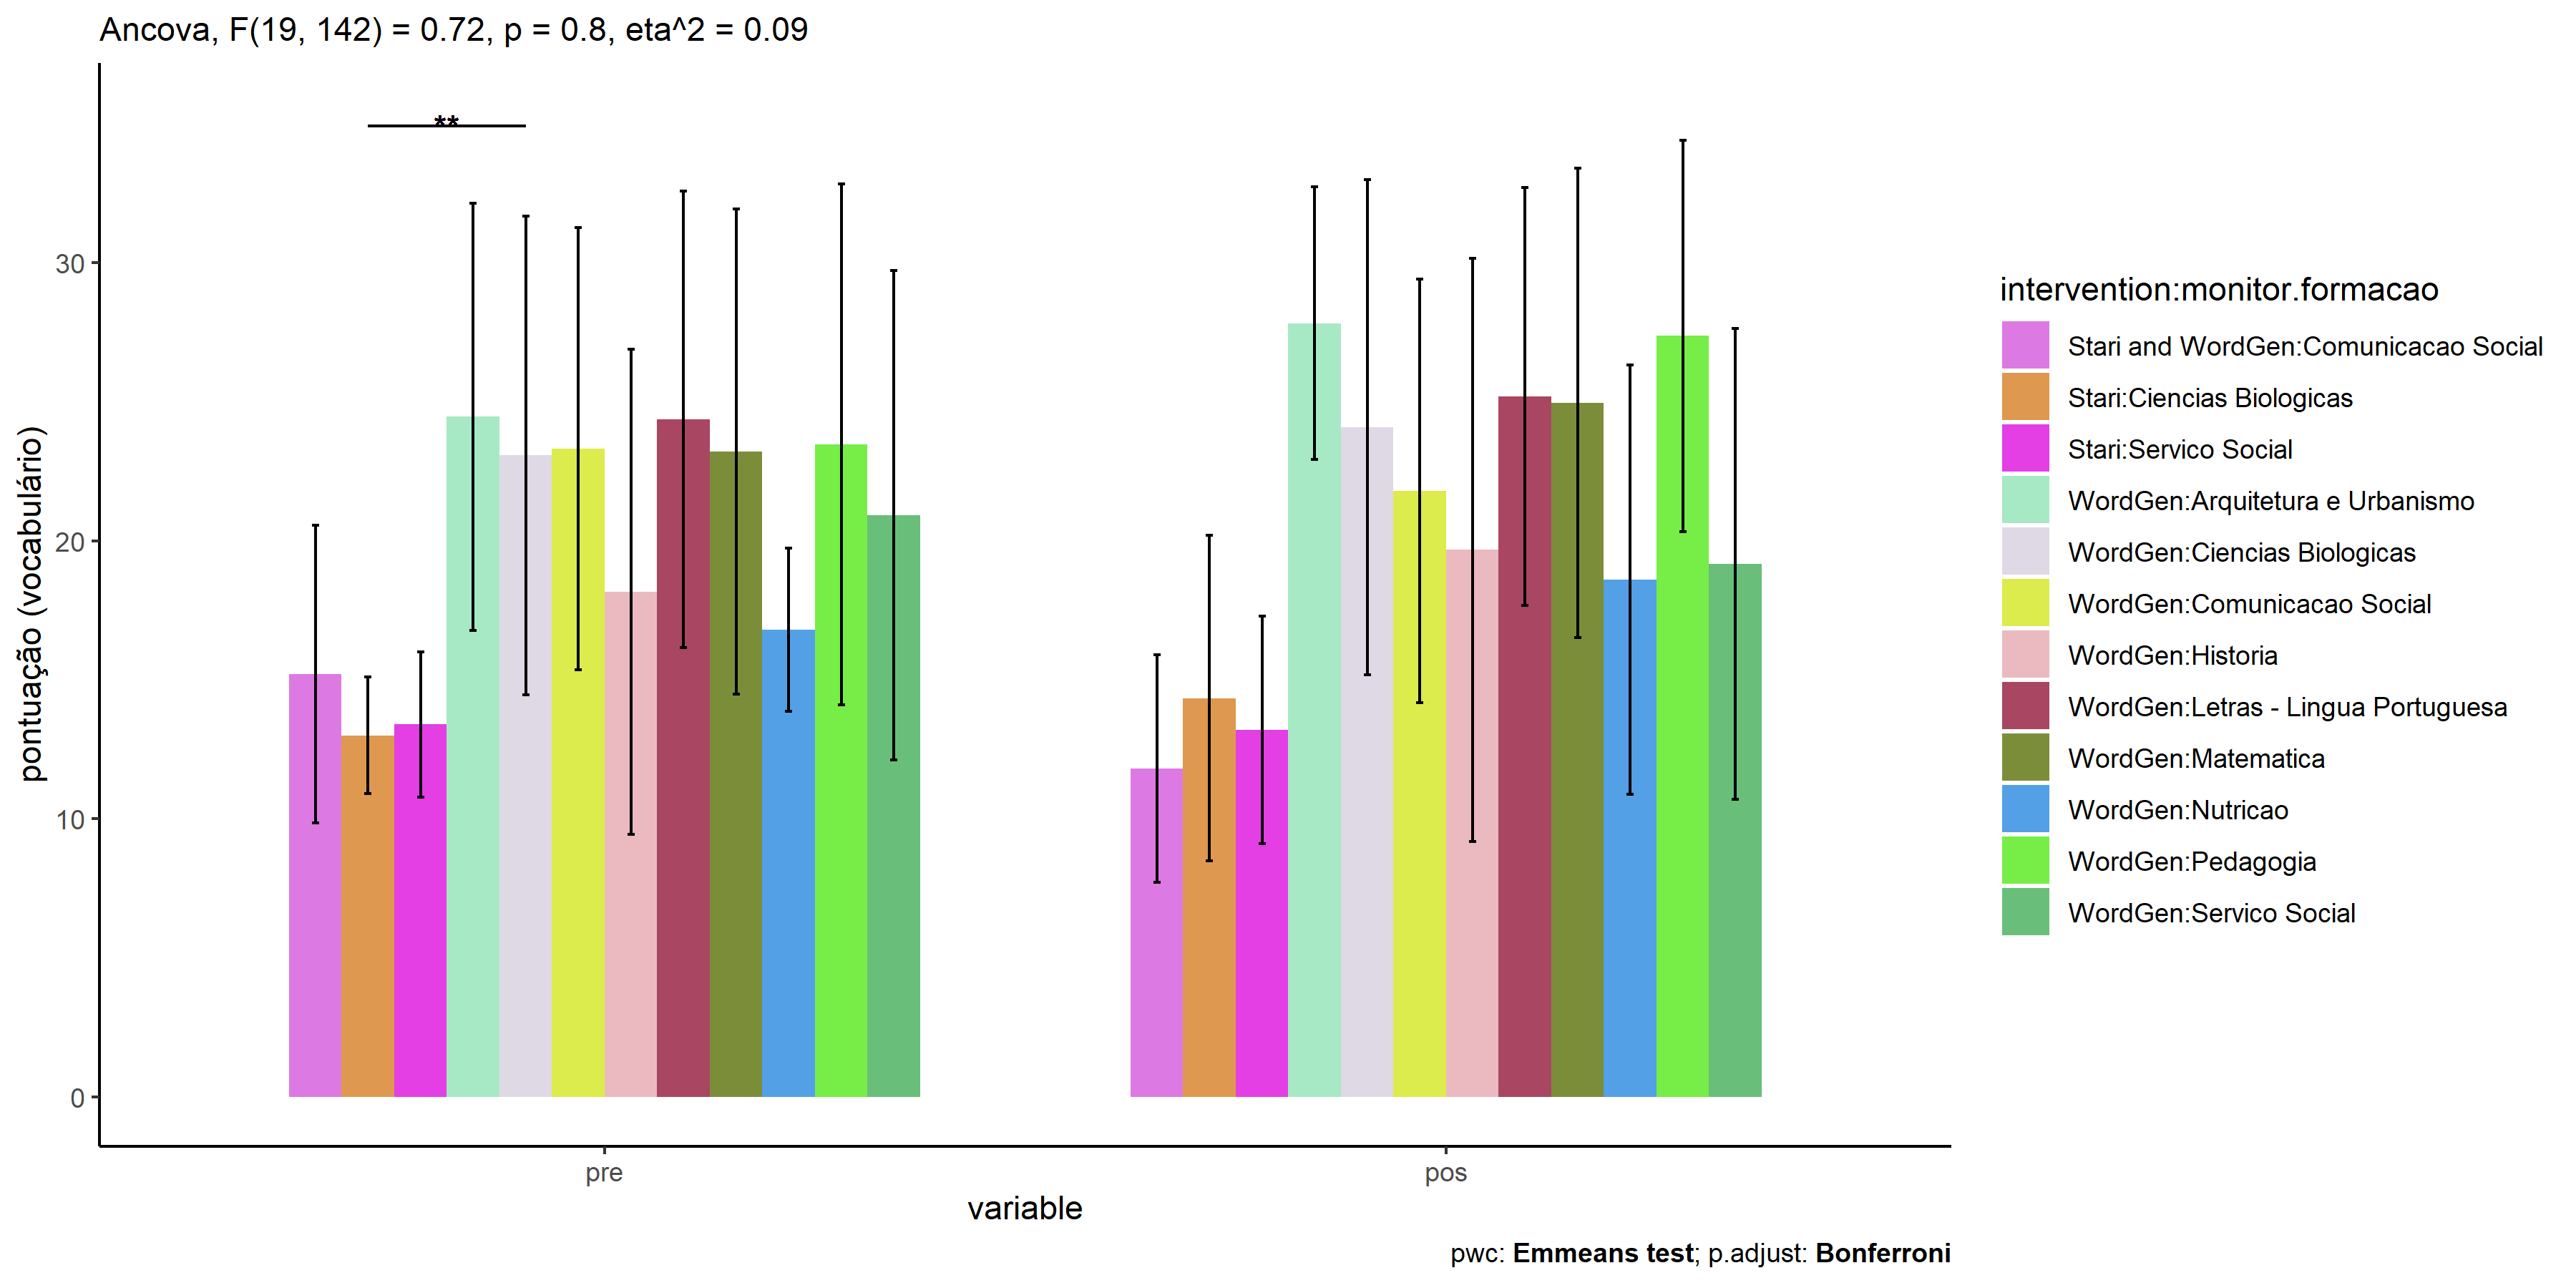 Ancova, F(19, 142) = 0.72, p = 0.8, eta^2 = 0.09
**
30
20
10
0
pontuação (vocabulário)
pre
pos
variable
intervention:monitor.formacao
Stari and WordGen:Comunicacao Social
Stari:Ciencias Biologicas
Stari:Servico Social
WordGen:Arquitetura e Urbanismo
WordGen:Ciencias Biologicas
WordGen:Comunicacao Social
WordGen:Historia
WordGen:Letras - Lingua Portuguesa
WordGen:Matematica
WordGen:Nutricao
WordGen:Pedagogia
WordGen:Servico Social
pwc: Emmeans test; p.adjust: Bonferroni